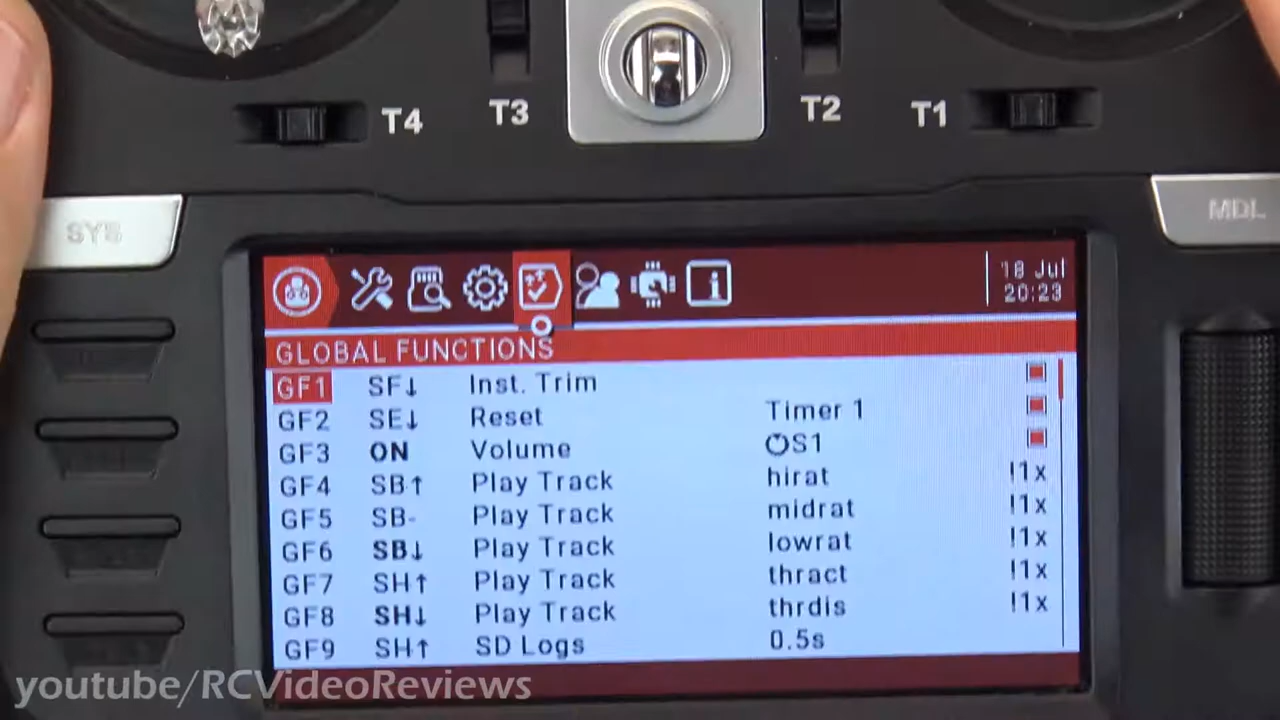 T4 T3 T2 T1
SYS
MDL
18 Jul
20:23
GLOBAL FUNCTIONS
GF1 SF↓ Inst. Trim
GF2 SE↓ Reset Timer 1
GF3 ON Volume S1
GF4 SB↑ Play Track hirat !1x
GF5 SB- Play Track midrat !1x
GF6 SB↓ Play Track lowrat !1x
GF7 SH↑ Play Track thract !1x
GF8 SH↓ Play Track thrdis !1x
GF9 SH↑ SD Logs 0.5s
youtube/RCVideoReviews